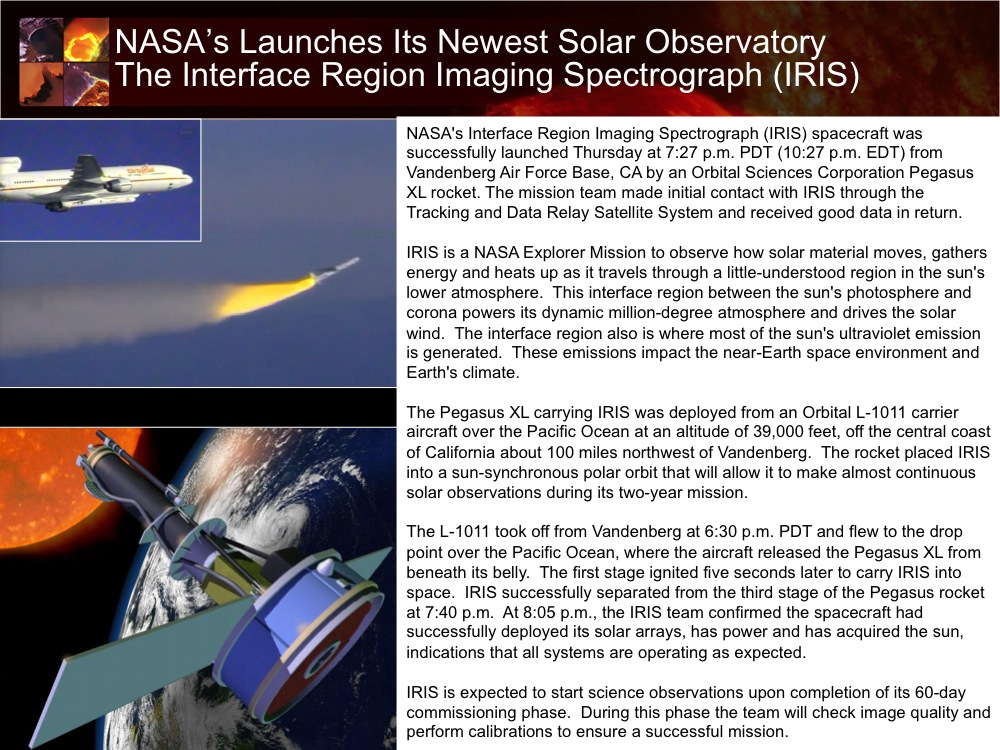 NASA’s Launches Its Newest Solar Observatory
The Interface Region Imaging Spectrograph (IRIS)
Orbital
NASA's Interface Region Imaging Spectrograph (IRIS) spacecraft was
successfully launched Thursday at 7:27 p.m. PDT (10:27 p.m. EDT) from
Vandenberg Air Force Base, CA by an Orbital Sciences Corporation Pegasus
XL rocket. The mission team made initial contact with IRIS through the
Tracking and Data Relay Satellite System and received good data in return.
IRIS is a NASA Explorer Mission to observe how solar material moves, gathers
energy and heats up as it travels through a little-understood region in the sun's
lower atmosphere.  This interface region between the sun's photosphere and
corona powers its dynamic million-degree atmosphere and drives the solar
wind.  The interface region also is where most of the sun's ultraviolet emission
is generated.  These emissions impact the near-Earth space environment and
Earth's climate.
The Pegasus XL carrying IRIS was deployed from an Orbital L-1011 carrier
aircraft over the Pacific Ocean at an altitude of 39,000 feet, off the central coast
of California about 100 miles northwest of Vandenberg.  The rocket placed IRIS
into a sun-synchronous polar orbit that will allow it to make almost continuous
solar observations during its two-year mission.
The L-1011 took off from Vandenberg at 6:30 p.m. PDT and flew to the drop
point over the Pacific Ocean, where the aircraft released the Pegasus XL from
beneath its belly.  The first stage ignited five seconds later to carry IRIS into
space.  IRIS successfully separated from the third stage of the Pegasus rocket
at 7:40 p.m.  At 8:05 p.m., the IRIS team confirmed the spacecraft had
successfully deployed its solar arrays, has power and has acquired the sun,
indications that all systems are operating as expected.
IRIS is expected to start science observations upon completion of its 60-day
commissioning phase.  During this phase the team will check image quality and
perform calibrations to ensure a successful mission.